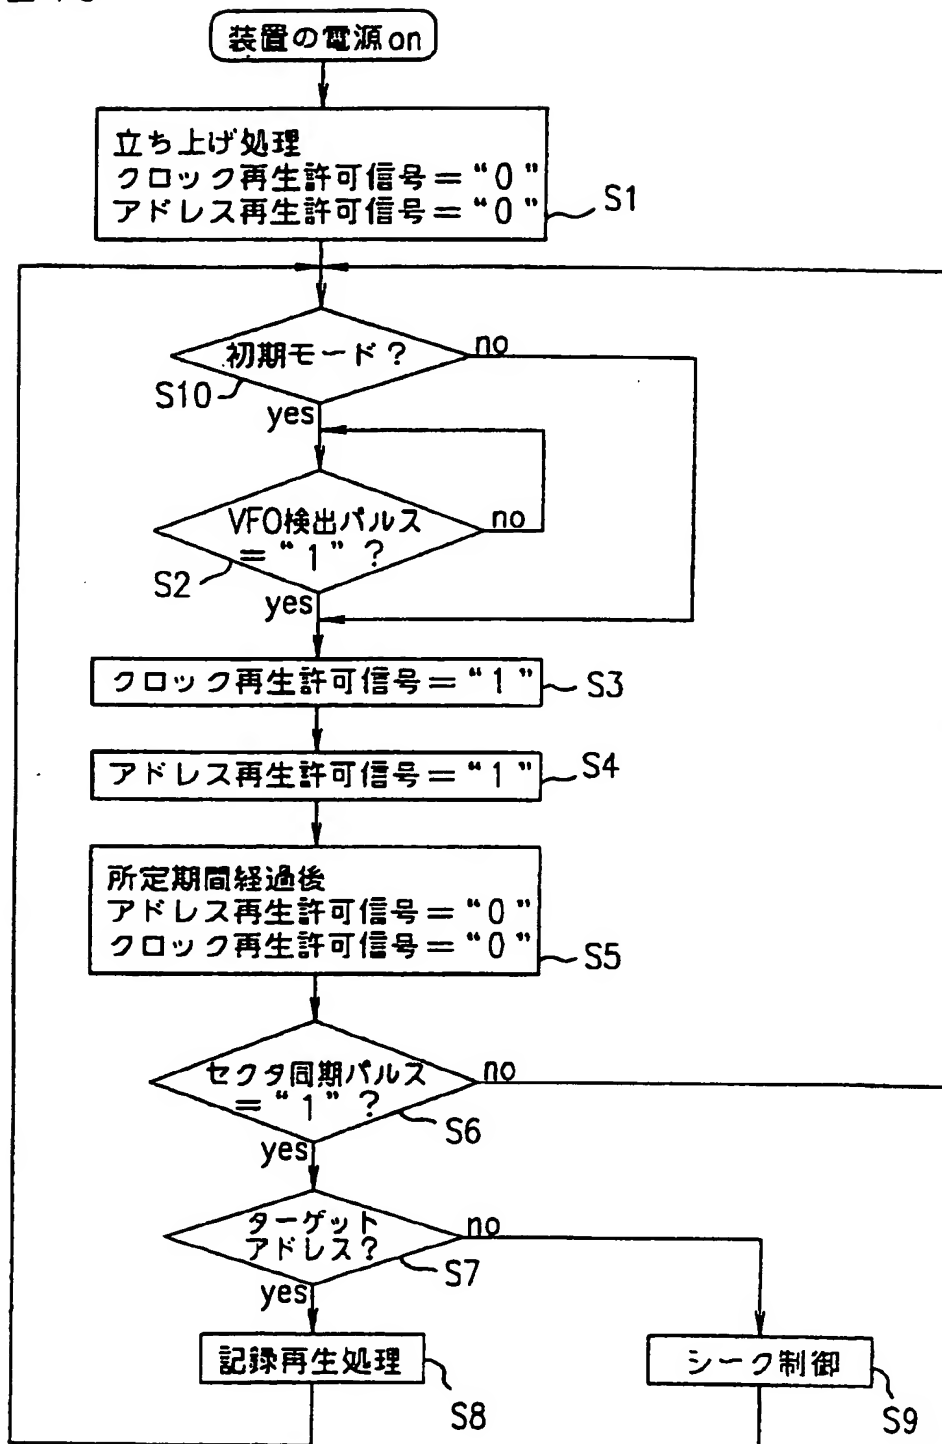 装置の電源on
立ち上げ処理
クロック再生許可信号＝“0”
アドレス再生許可信号＝“0”
S1
初期モード？
no
S10
yes
VFO検出パルス
＝“1”？
no
S2
yes
クロック再生許可信号＝“1”
S3
アドレス再生許可信号＝“1”
S4
所定期間経過後
アドレス再生許可信号＝“0”
クロック再生許可信号＝“0”
S5
セクタ同期パルス
＝“1”？
no
S6
yes
ターゲット
アドレス？
no
S7
yes
記録再生処理
S8
シーク制御
S9